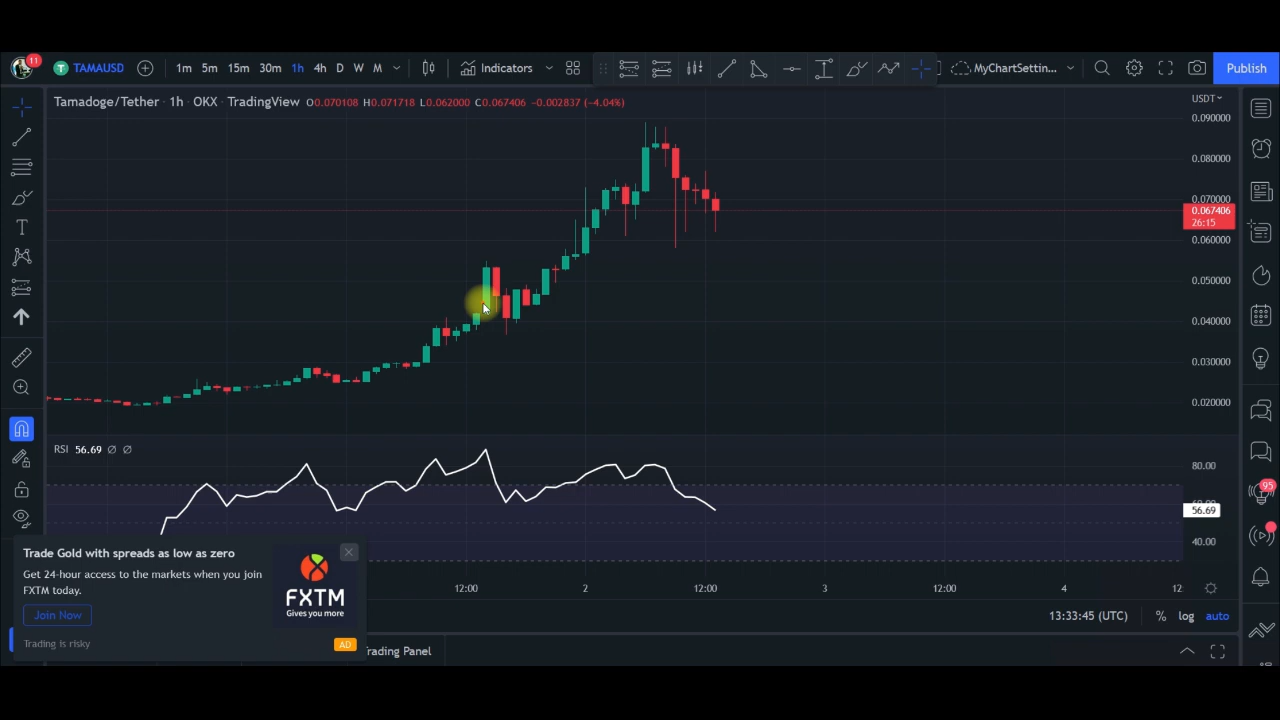 11
TAMAUSD
1m 5m 15m 30m 1h 4h D W M
Indicators
MyChartSettin...
Publish
Tamadoge/Tether · 1h · OKX · TradingView O0.070108 H0.071718 L0.062000 C0.067406 -0.002837 (-4.04%)
USDT
0.090000
0.080000
0.070000
0.067406
26:15
0.060000
0.050000
0.040000
0.030000
0.020000
RSI 56.69 ∅ ∅
80.00
56.69
40.00
95
Trade Gold with spreads as low as zero
Get 24-hour access to the markets when you join
FXTM today.
Join Now
Trading is risky
FXTM
Gives you more
AD
12:00 2 12:00 3 12:00 4 12
13:33:45 (UTC) % log auto
rading Panel